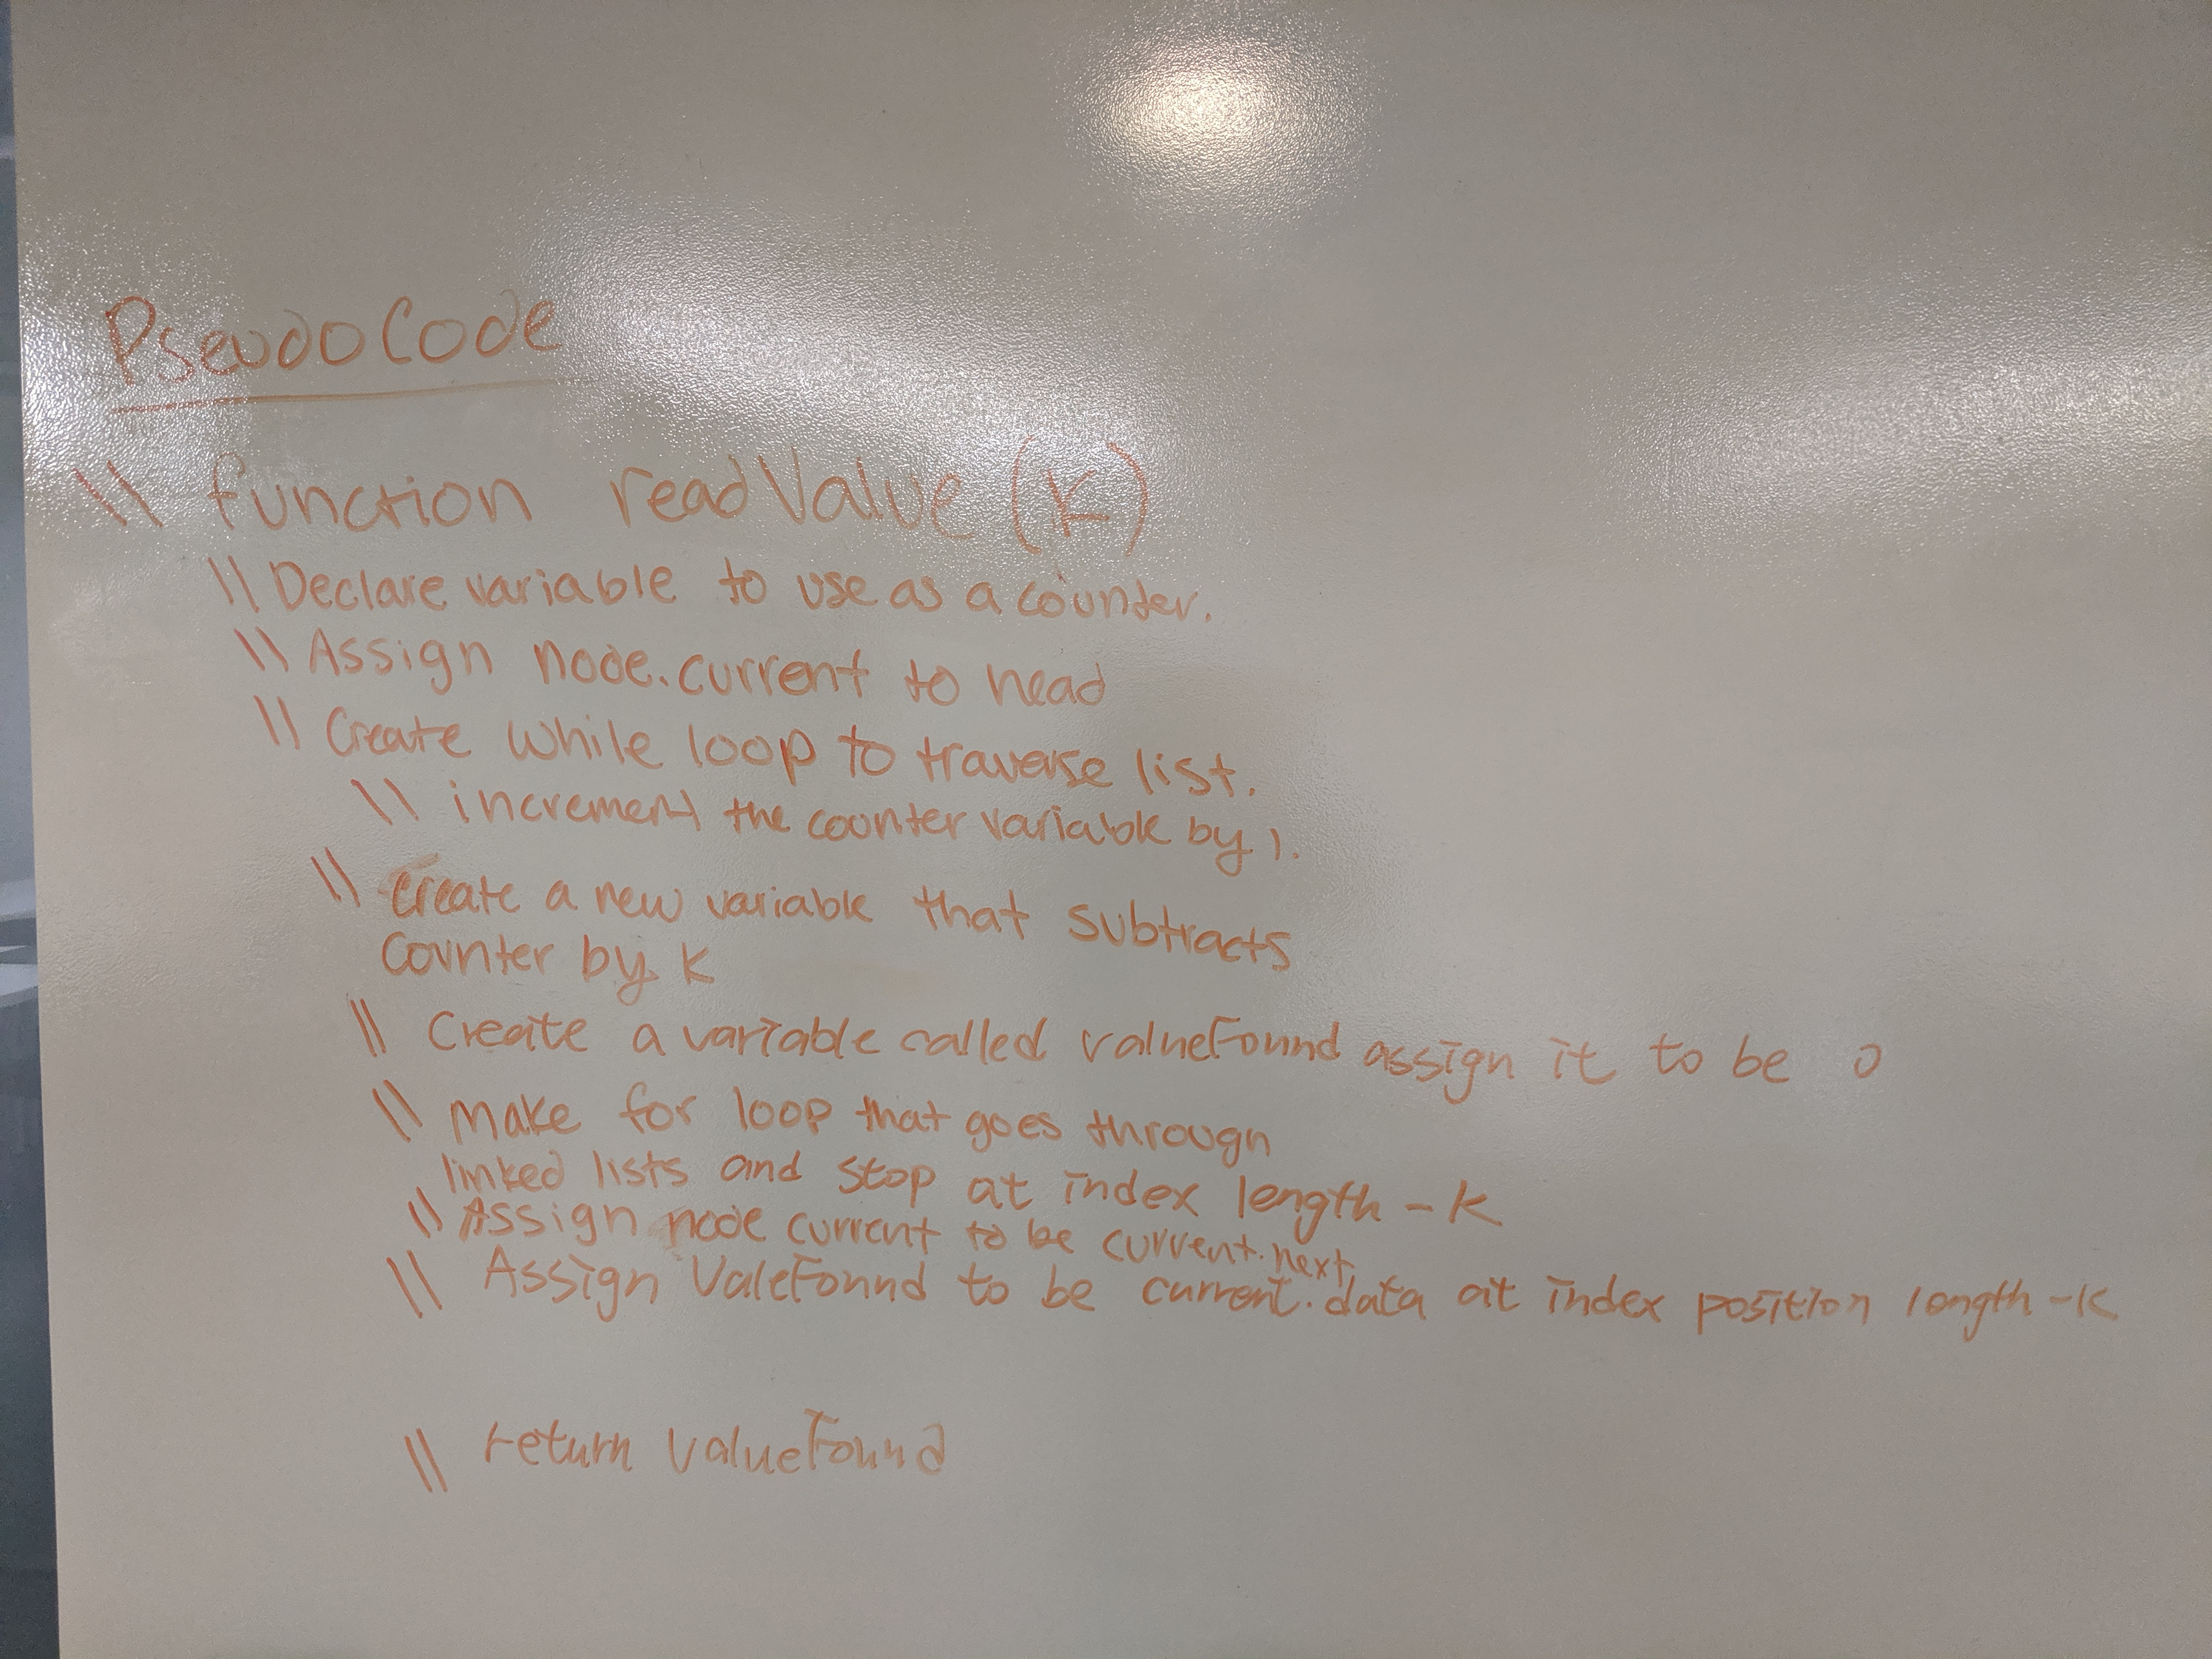 PseudoCode
\\ function readValue (K)
\\ Declare variable to use as a counter.
\\ Assign node.current to head
\\ Create while loop to traverse list.
\\ increment the counter variable by 1.
\\ create a new variable that subtracts
counter by K
\\ Create a variable called valueFound assign it to be 0
\\ make for loop that goes through
linked lists and stop at index length - k
\\ Assign node current to be current.next
\\ Assign ValeFound to be current.data at index position length - k
\\ return valueFound